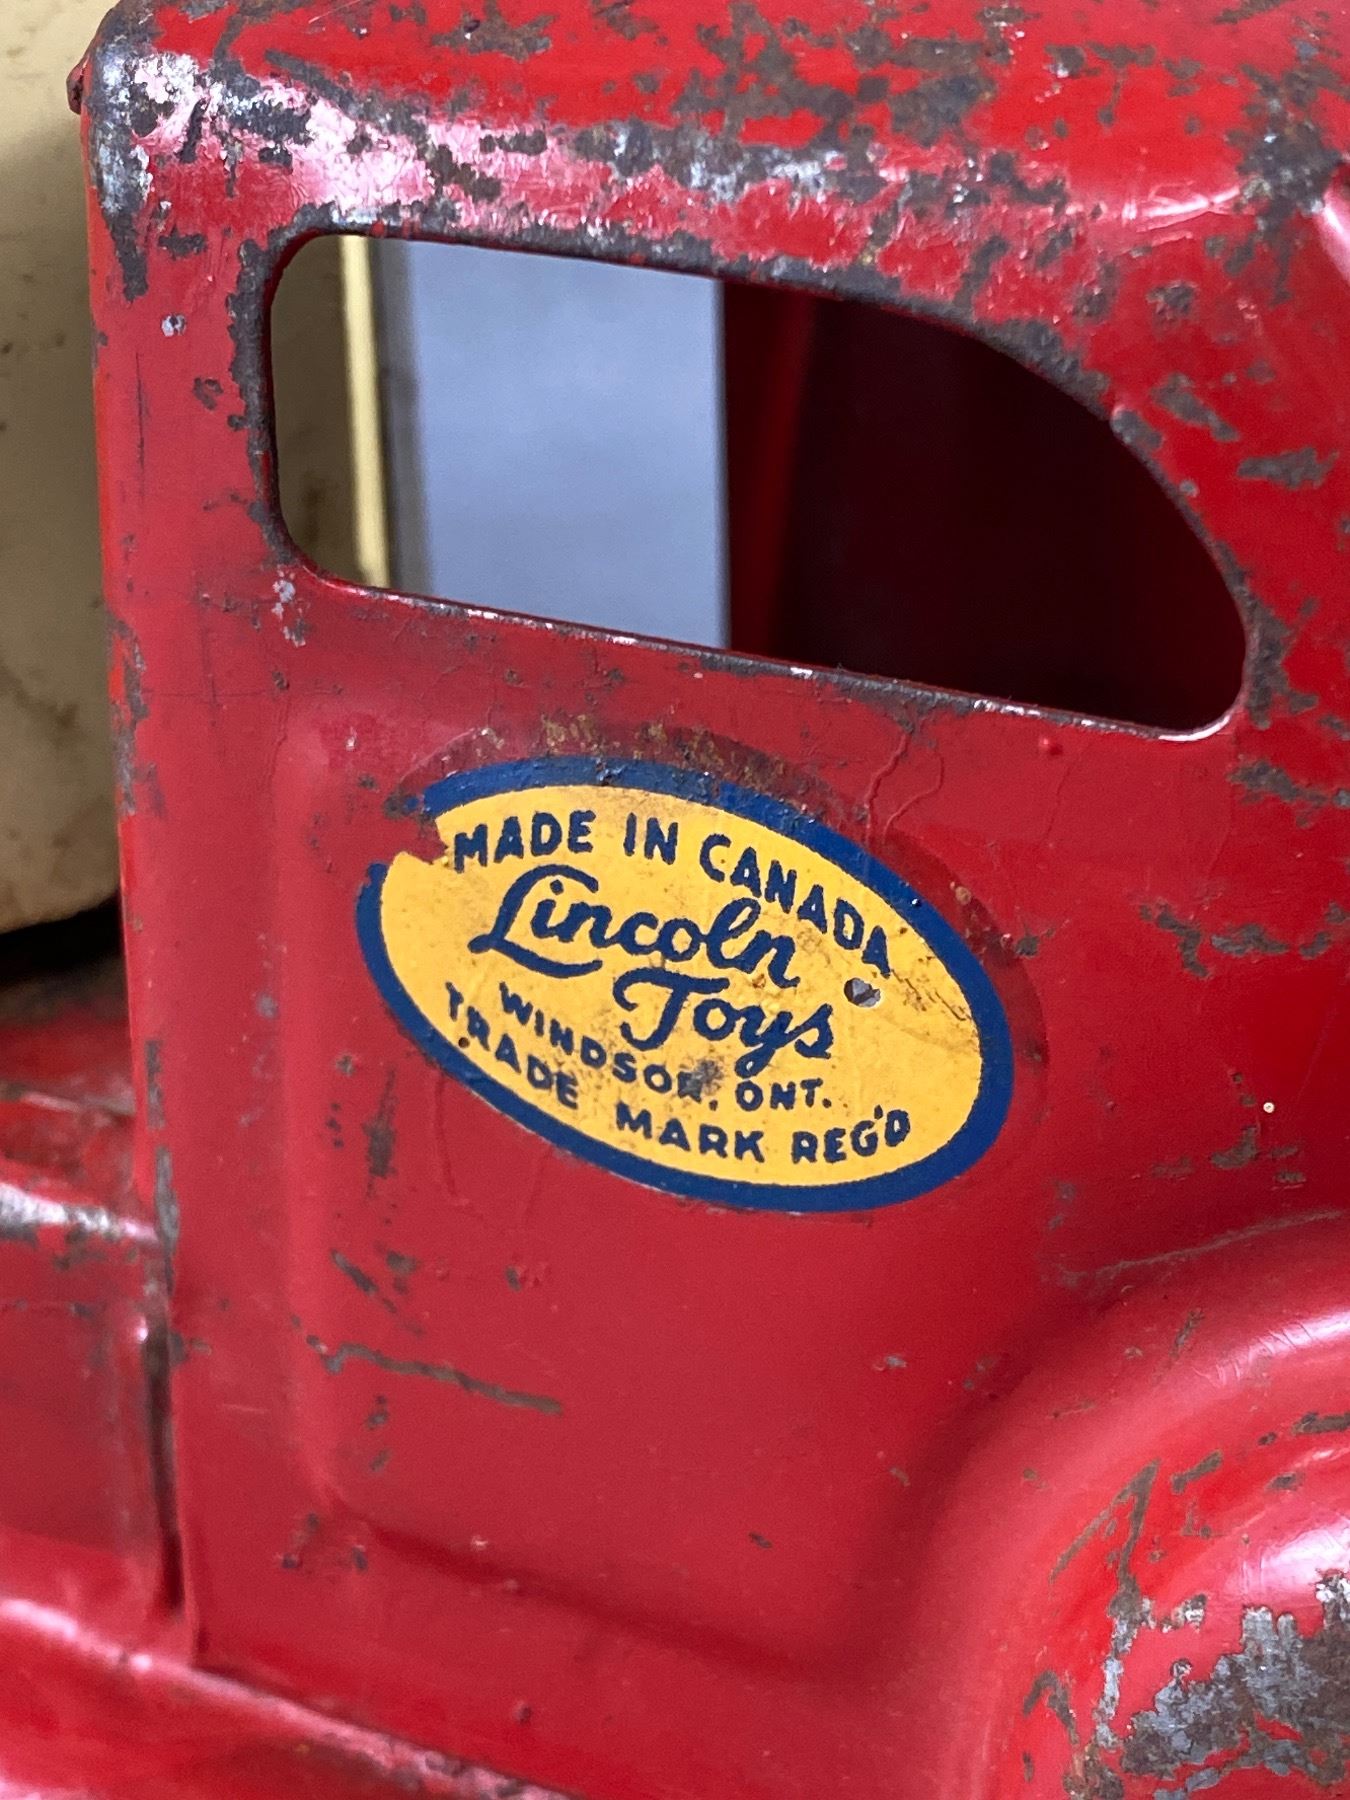 MADE IN CANADA
Lincoln
Toys
WINDSOR, ONT.
TRADE MARK REG'D